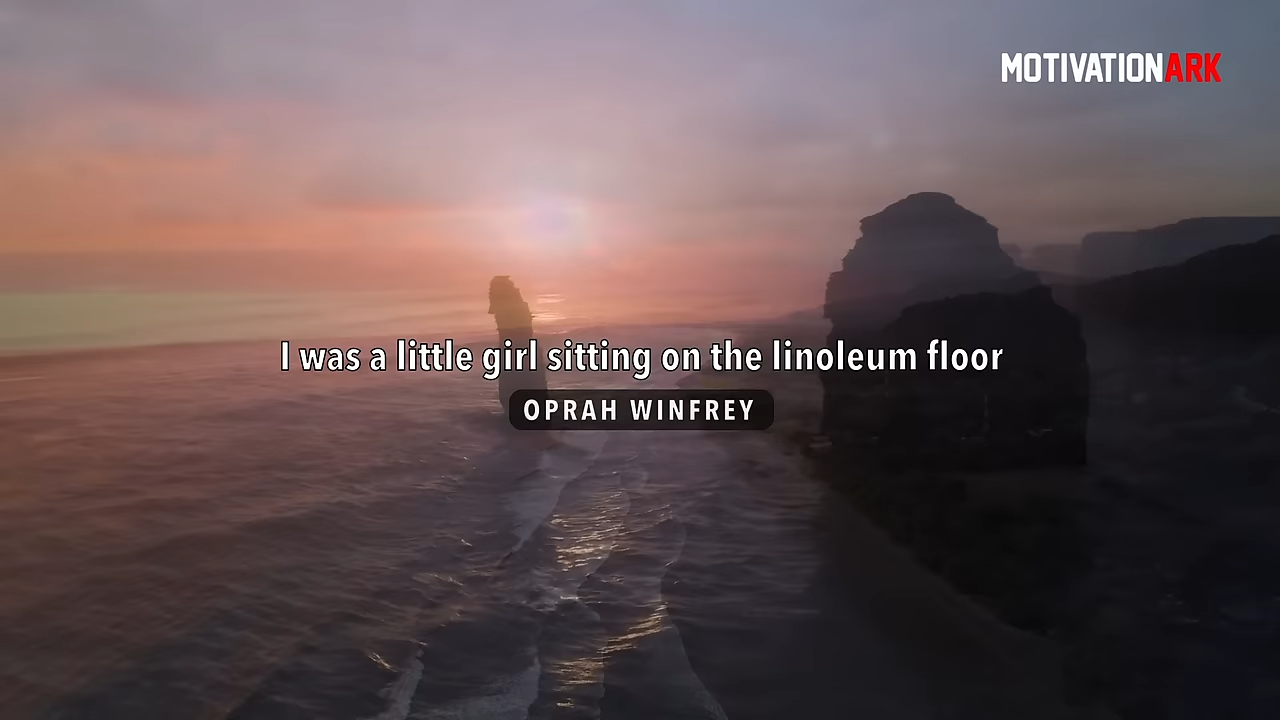 MOTIVATIONARK
I was a little girl sitting on the linoleum floor
OPRAH WINFREY